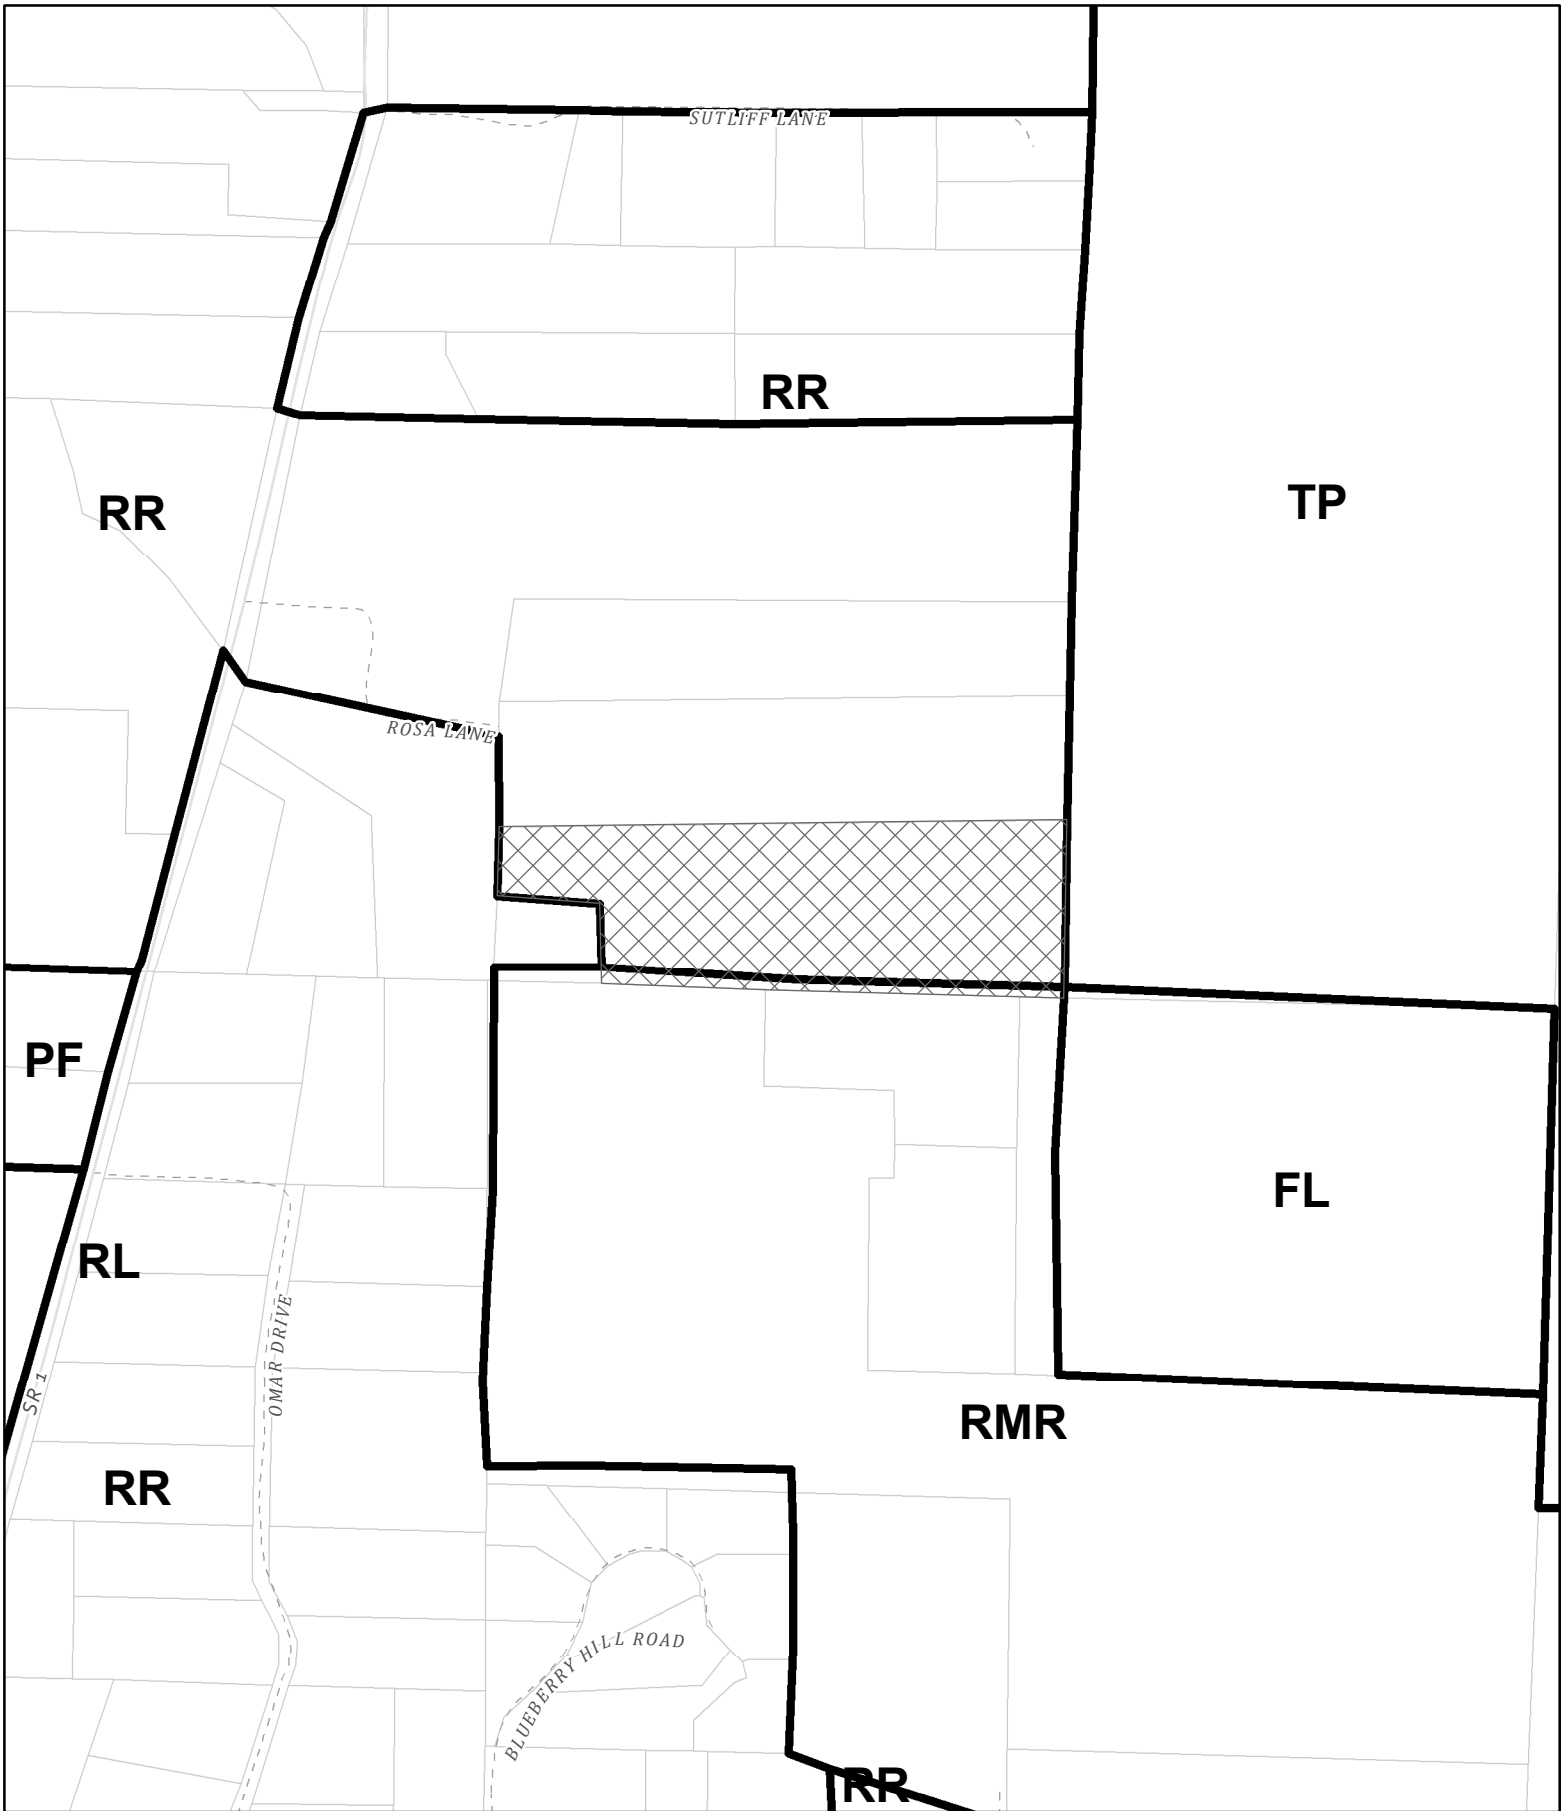 SUTLIFF LANE
RR
TP
RR
ROSA LANE
PF
FL
RL
OMAR DRIVE
SR 1
RMR
RR
BLUEBERRY HILL ROAD
RR